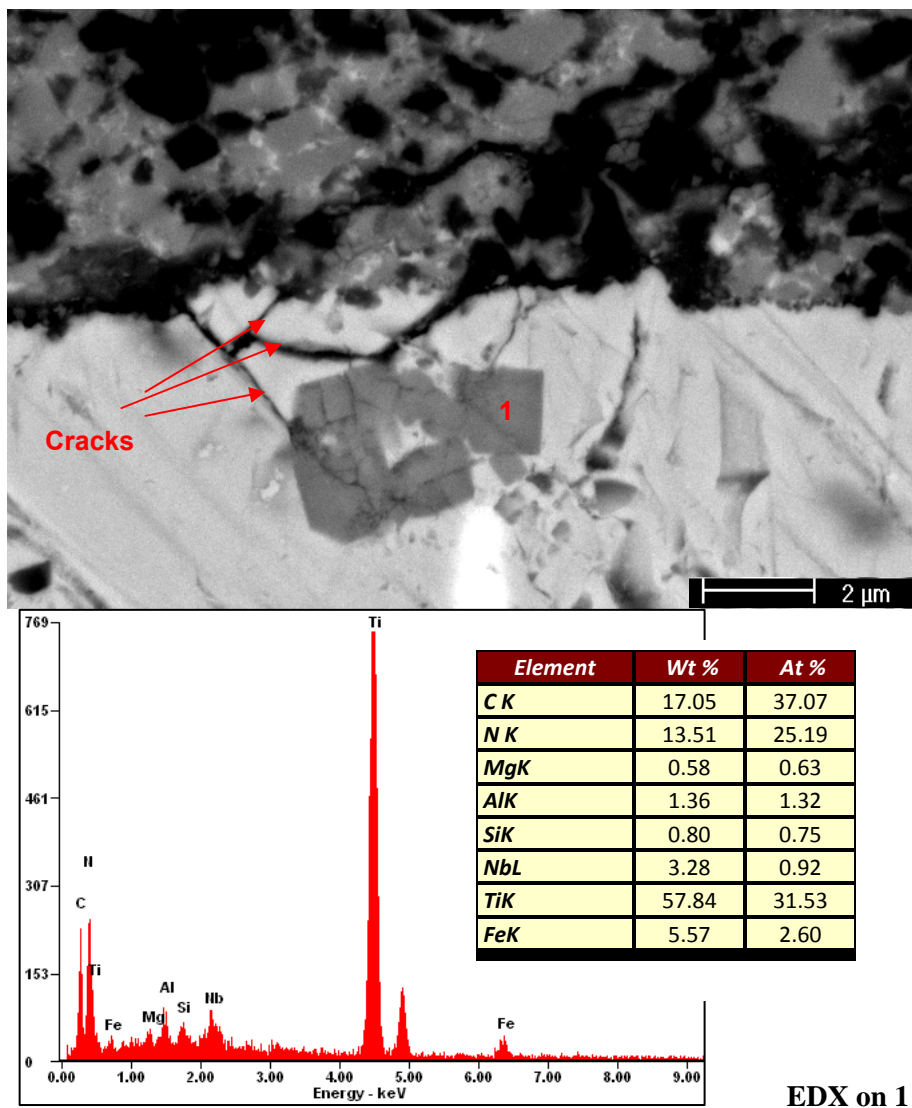 1
Cracks
2 µm
769
615
461
307
153
0
Ti
N
C
Ti
Fe
Mg
Al
Si
Nb
Fe
0.00 1.00 2.00 3.00 4.00 5.00 6.00 7.00 8.00 9.00
Energy - keV
Element Wt % At %
C K 17.05 37.07
N K 13.51 25.19
MgK 0.58 0.63
AlK 1.36 1.32
SiK 0.80 0.75
NbL 3.28 0.92
TiK 57.84 31.53
FeK 5.57 2.60
EDX on 1